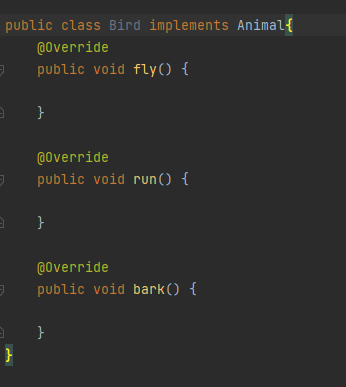 public class Bird implements Animal{
    @Override
    public void fly() {

    }

    @Override
    public void run() {

    }

    @Override
    public void bark() {

    }
}